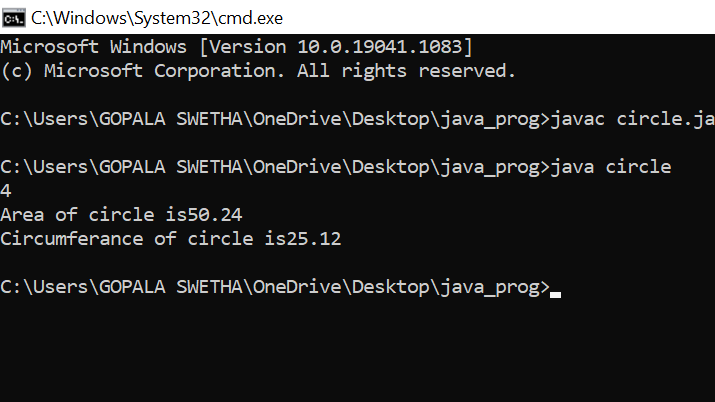 C:\Windows\System32\cmd.exe
Microsoft Windows [Version 10.0.19041.1083]
(c) Microsoft Corporation. All rights reserved.
C:\Users\GOPALA SWETHA\OneDrive\Desktop\java_prog>javac circle.ja
C:\Users\GOPALA SWETHA\OneDrive\Desktop\java_prog>java circle
4
Area of circle is50.24
Circumferance of circle is25.12
C:\Users\GOPALA SWETHA\OneDrive\Desktop\java_prog>